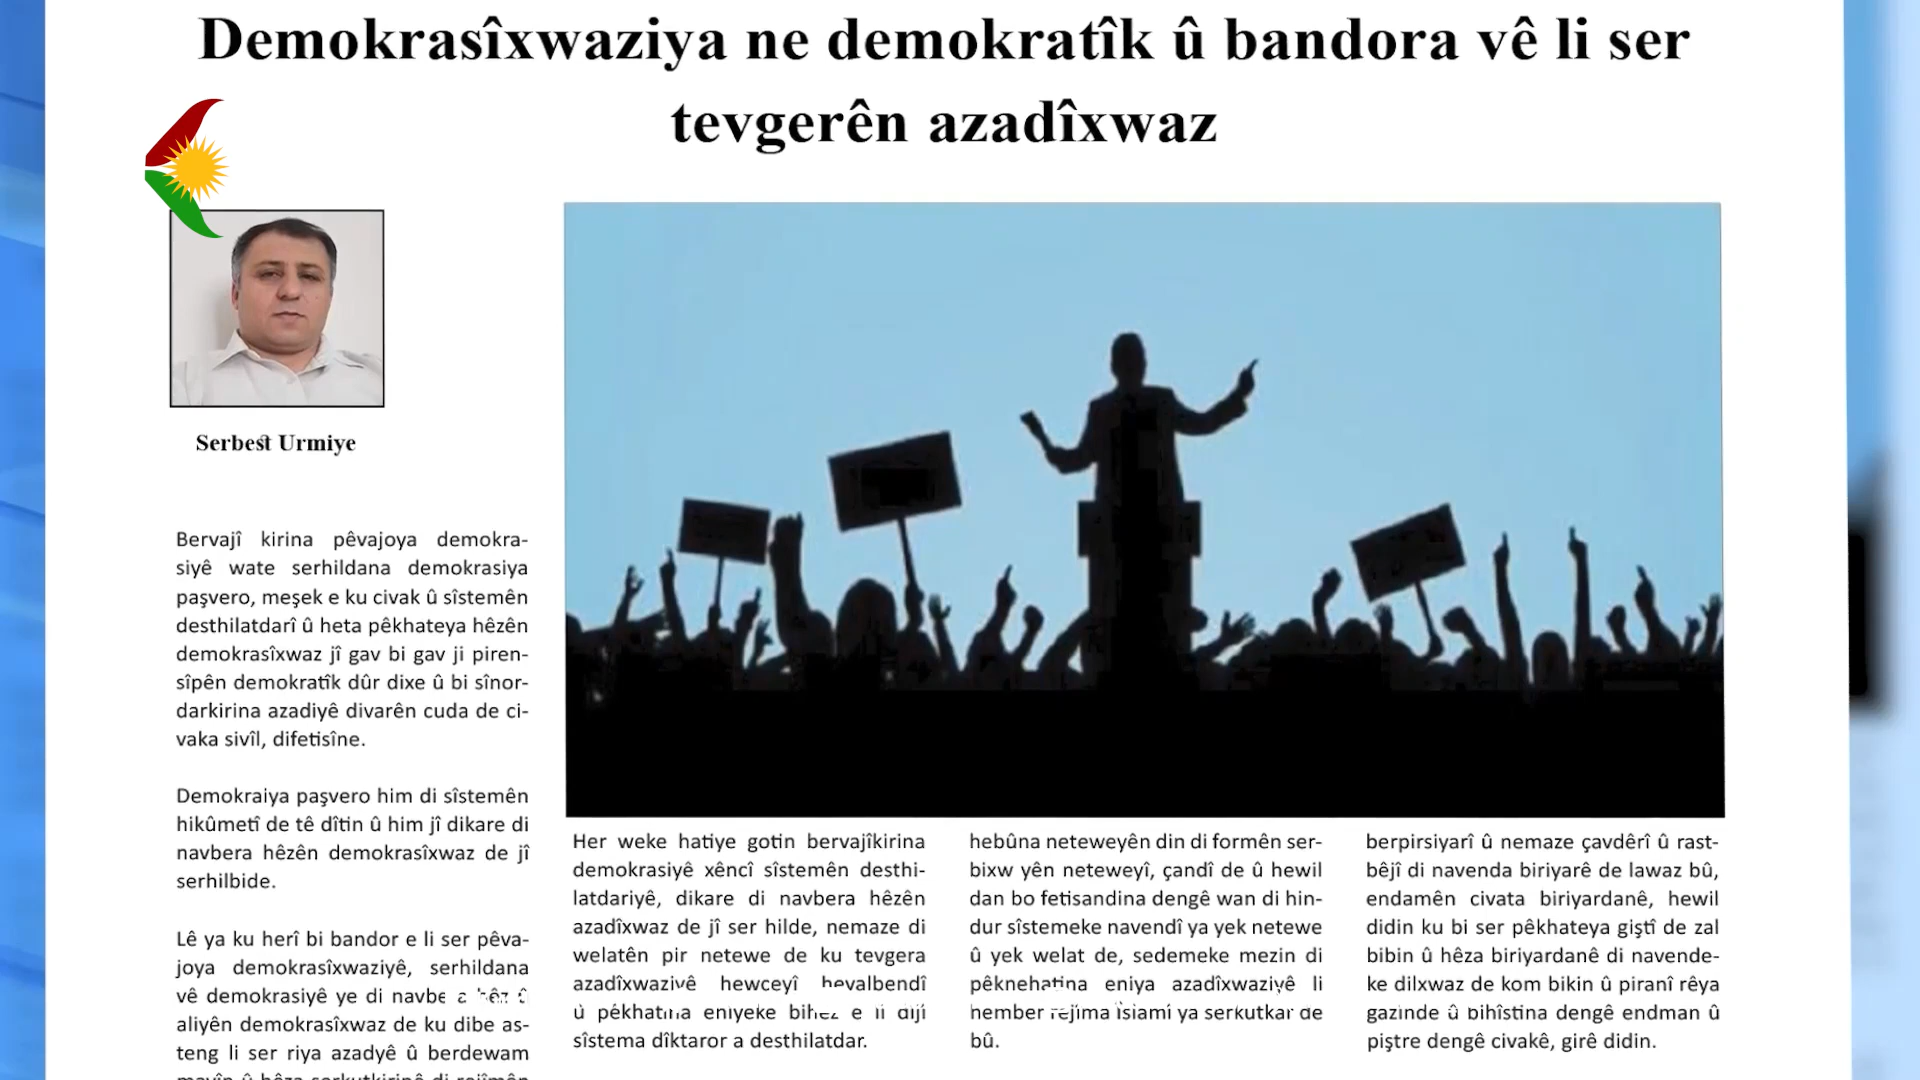 Demokrasîxwaziya ne demokratîk û bandora vê li ser
tevgerên azadîxwaz
Serbest Urmiye
Bervajî kirina pêvajoya demokra-
siyê wate serhildana demokrasiya
paşvero, meşek e ku civak û sîstemên
desthilatdarî û heta pêkhateya hêzên
demokrasîxwaz jî gav bi gav ji piren-
sîpên demokratîk dûr dixe û bi sînor-
darkirina azadiyê divarên cuda de ci-
vaka sivîl, difetisîne.
Demokraiya paşvero him di sîstemên
hikûmetî de tê dîtin û him jî dikare di
navbera hêzên demokrasîxwaz de jî
serhilbide.
Lê ya ku herî bi bandor e li ser pêva-
joya demokrasîxwaziyê, serhildana
vê demokrasiyê ye di navbera hêz û
aliyên demokrasîxwaz de ku dibe as-
teng li ser riya azadyê û berdewam
Her weke hatiye gotin bervajîkirina
demokrasiyê xêncî sîstemên desthi-
latdariyê, dikare di navbera hêzên
azadîxwaz de jî ser hilde, nemaze di
welatên pir netewe de ku tevgera
azadîxwaziyê hewceyî hevalbendî
û pêkhatina eniyeke bihez e li dijî
sîstema dîktaror a desthilatdar.
hebûna neteweyên din di formên ser-
bixw yên neteweyî, çandî de û hewil
dan bo fetisandina dengê wan di hin-
dur sîstemeke navendî ya yek netewe
û yek welat de, sedemeke mezin di
pêknehatina eniya azadîxwaziyê li
hember rejîma Îslamî ya serkutkar de
bû.
berpirsiyarî û nemaze çavdêrî û rast-
bêjî di navenda biriyarê de lawaz bû,
endamên civata biriyardanê, hewil
didin ku bi ser pêkhateya giştî de zal
bibin û hêza biriyardanê di navende-
ke dilxwaz de kom bikin û piranî rêya
gazinde û bihîstina dengê endman û
piştre dengê civakê, girê didin.